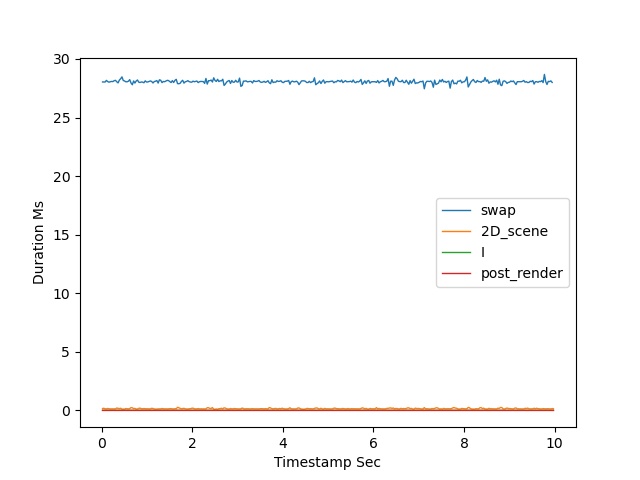 30
25
20
15
10
5
0
Duration Ms
swap
2D_scene
I
post_render
0 2 4 6 8 10
Timestamp Sec